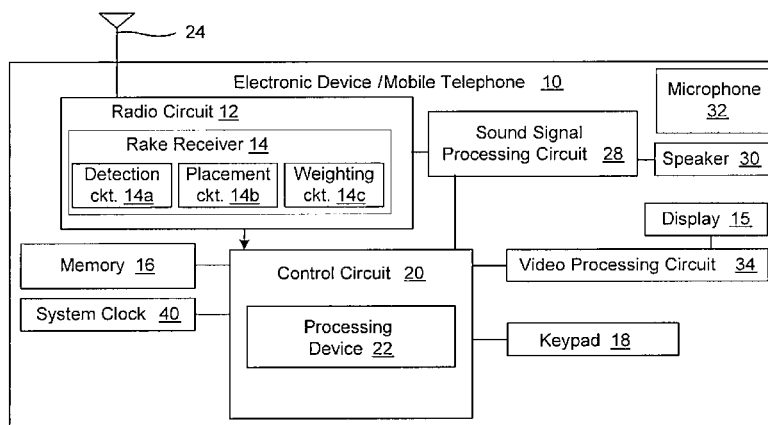 24
Electronic Device /Mobile Telephone 10
Radio Circuit 12
Rake Receiver 14
Detection
ckt. 14a
Placement
ckt. 14b
Weighting
ckt. 14c
Sound Signal
Processing Circuit 28
Microphone
32
Speaker 30
Display 15
Memory 16
Control Circuit 20
Video Processing Circuit 34
System Clock 40
Processing
Device 22
Keypad 18